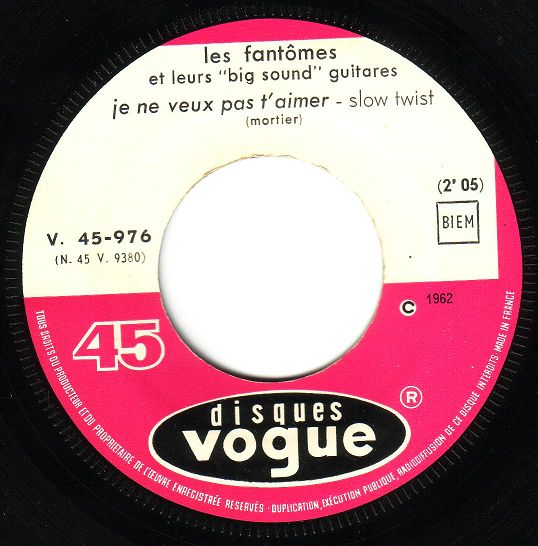 les fantômes
et leurs "big sound" guitares
je ne veux pas t'aimer - slow twist
(mortier)
(2' 05)
BIEM
V. 45-976
(N. 45 V. 9380)
© 1962
45
®
disques
vogue
TOUS DROITS DU PRODUCTEUR ET DU PROPRIETAIRE DE L'ŒUVRE ENREGISTRÉE RESERVÉS - DUPLICATION, EXÉCUTION PUBLIQUE, RADIODIFFUSION DE CE DISQUE INTERDITS MADE IN FRANCE